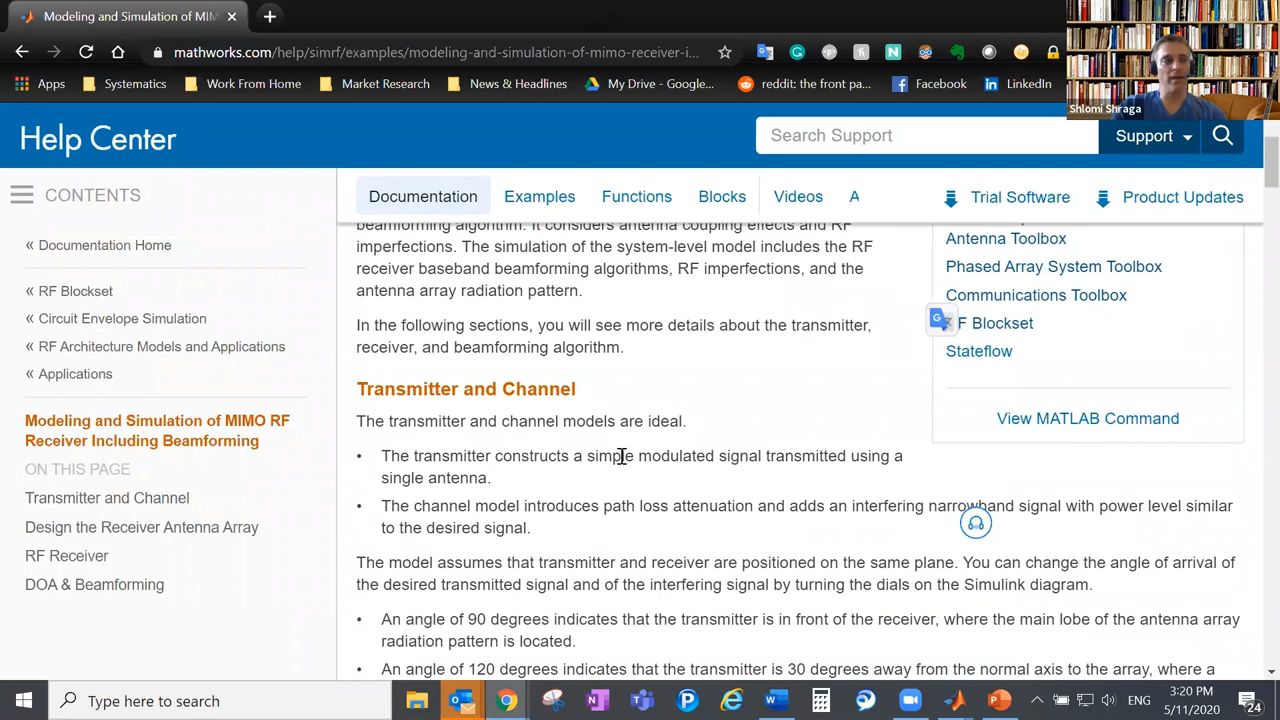 Modeling and Simulation of MIM
mathworks.com/help/simrf/examples/modeling-and-simulation-of-mimo-receiver-i...
Apps
Systematics
Work From Home
Market Research
News & Headlines
My Drive - Google...
reddit: the front pa...
Facebook
LinkedIn
Shlomi Shraga
Help Center
Search Support
Support
CONTENTS
Documentation
Examples
Functions
Blocks
Videos
A
Trial Software
Product Updates
« Documentation Home
« RF Blockset
« Circuit Envelope Simulation
« RF Architecture Models and Applications
« Applications
Modeling and Simulation of MIMO RF
Receiver Including Beamforming
ON THIS PAGE
Transmitter and Channel
Design the Receiver Antenna Array
RF Receiver
DOA & Beamforming
beamforming algorithm. It considers antenna coupling effects and RF
imperfections. The simulation of the system-level model includes the RF
receiver baseband beamforming algorithms, RF imperfections, and the
antenna array radiation pattern.
In the following sections, you will see more details about the transmitter,
receiver, and beamforming algorithm.
Transmitter and Channel
The transmitter and channel models are ideal.
• The transmitter constructs a simple modulated signal transmitted using a
single antenna.
• The channel model introduces path loss attenuation and adds an interfering narrowband signal with power level similar
to the desired signal.
The model assumes that transmitter and receiver are positioned on the same plane. You can change the angle of arrival of
the desired transmitted signal and of the interfering signal by turning the dials on the Simulink diagram.
• An angle of 90 degrees indicates that the transmitter is in front of the receiver, where the main lobe of the antenna array
radiation pattern is located.
• An angle of 120 degrees indicates that the transmitter is 30 degrees away from the normal axis to the array, where a
Antenna Toolbox
Phased Array System Toolbox
Communications Toolbox
F Blockset
Stateflow
View MATLAB Command
Type here to search
ENG
3:20 PM
5/11/2020
24